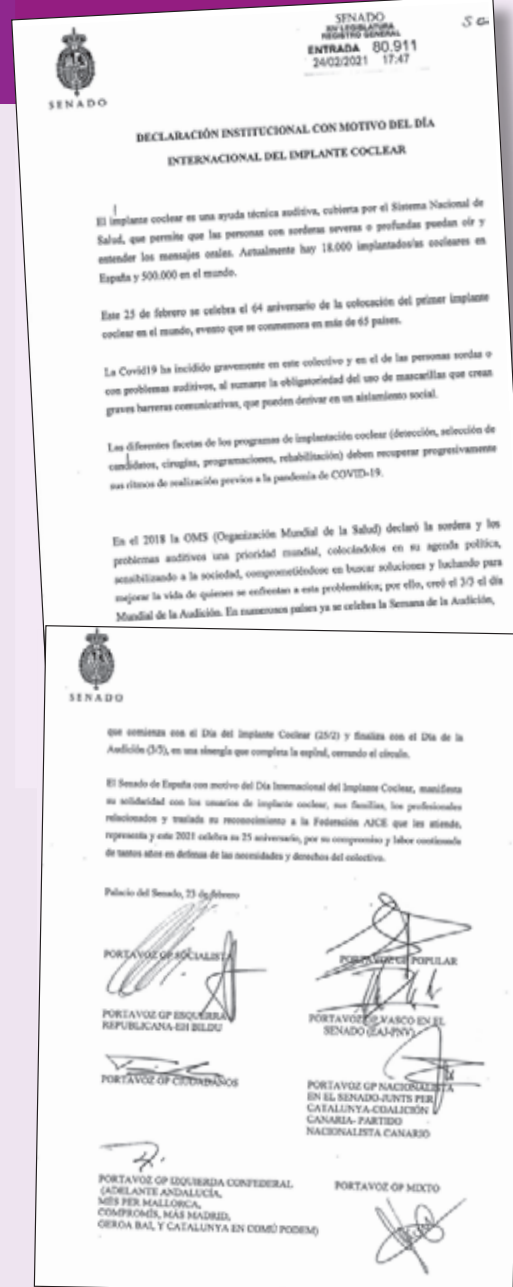 SENADO
SENADO
XIV LEGISLATURA
REGISTRO GENERAL
ENTRADA 80.911
24/02/2021 17:47
DECLARACIÓN INSTITUCIONAL CON MOTIVO DEL DÍA
INTERNACIONAL DEL IMPLANTE COCLEAR
El implante coclear es una ayuda técnica auditiva, cubierta por el Sistema Nacional de
Salud, que permite que las personas con sorderas severas o profundas puedan oír y
entender los mensajes orales. Actualmente hay 18.000 implantados/as cocleares en
España y 500.000 en el mundo.
Este 25 de febrero se celebra el 64 aniversario de la colocación del primer implante
coclear en el mundo, evento que se conmemora en más de 65 países.
La Covid19 ha incidido gravemente en este colectivo y en el de las personas sordas o
con problemas auditivos, al sumarse la obligatoriedad del uso de mascarillas que crean
graves barreras comunicativas, que pueden derivar en un aislamiento social.
Las diferentes facetas de los programas de implantación coclear (detección, selección de
candidatos, cirugías, programaciones, rehabilitación) deben recuperar progresivamente
sus ritmos de realización previos a la pandemia de COVID-19.
En el 2018 la OMS (Organización Mundial de la Salud) declaró la sordera y los
problemas auditivos una prioridad mundial, colocándolos en su agenda política,
sensibilizando a la sociedad, comprometiéndose en buscar soluciones y luchando para
mejorar la vida de quienes se enfrentan a esta problemática; por ello, creó el 3/3 el día
Mundial de la Audición. En numerosos países ya se celebra la Semana de la Audición,
SENADO
que comienza con el Día del Implante Coclear (25/2) y finaliza con el Día de la
Audición (3/3), en una sinergia que completa la espiral, cerrando el círculo.
El Senado de España con motivo del Día Internacional del Implante Coclear, manifiesta
su solidaridad con los usuarios de implante coclear, sus familias, los profesionales
relacionados y traslada su reconocimiento a la Federación AICE que les atiende,
representa y este 2021 celebra su 25 aniversario, por su compromiso y labor continuada
de tantos años en defensa de las necesidades y derechos del colectivo.
Palacio del Senado, 23 de febrero
PORTAVOZ GP SOCIALISTA
PORTAVOZ GP POPULAR
PORTAVOZ GP ESQUERRA
REPUBLICANA-EH BILDU
PORTAVOZ GP VASCO EN EL
SENADO (EAJ-PNV)
PORTAVOZ GP CIUDADANOS
PORTAVOZ GP NACIONALISTA
EN EL SENADO-JUNTS PER
CATALUNYA-COALICIÓN
CANARIA- PARTIDO
NACIONALISTA CANARIO
PORTAVOZ GP IZQUIERDA CONFEDERAL
(ADELANTE ANDALUCÍA,
MÉS PER MALLORCA,
COMPROMÍS, MÁS MADRID,
GEROA BAI, Y CATALUNYA EN COMÚ PODEM)
PORTAVOZ GP MIXTO